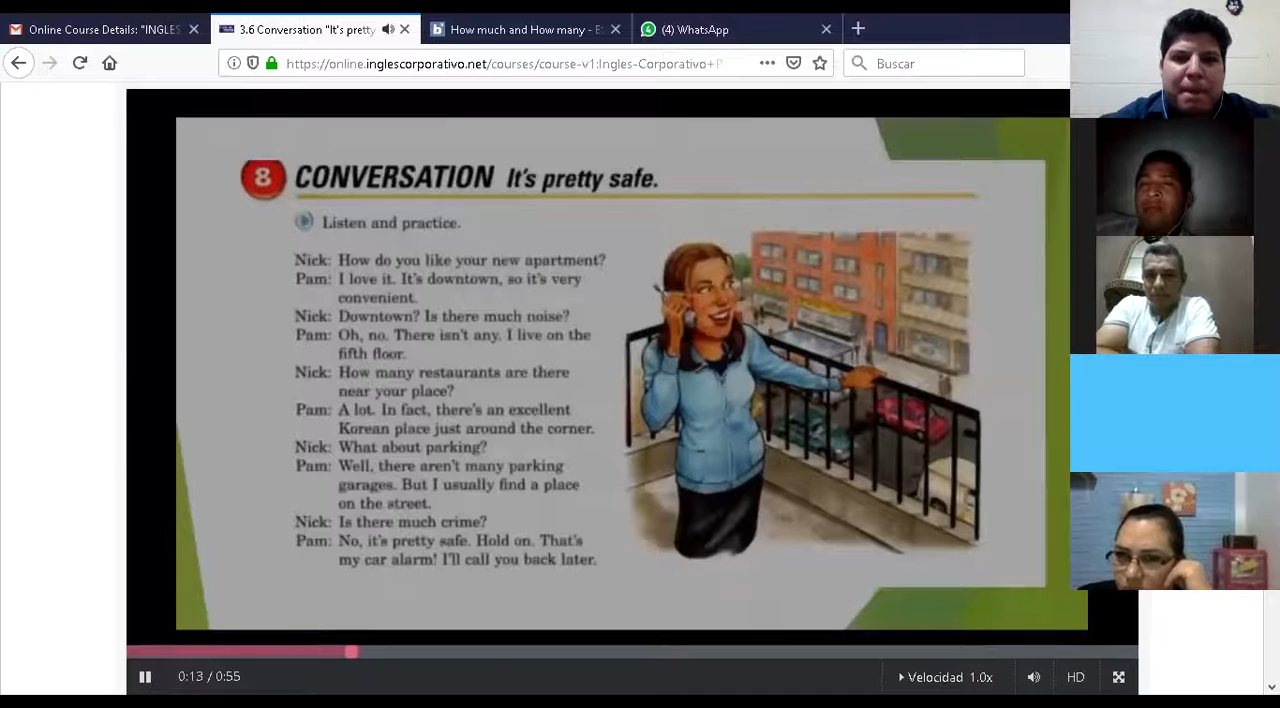 Online Course Details: "INGLES
3.6 Conversation "It's pretty
How much and How many - E
(4) WhatsApp
https://online.inglescorporativo.net/courses/course-v1:Ingles-Corporativo+P
Buscar
8 CONVERSATION It's pretty safe.
Listen and practice.
Nick: How do you like your new apartment?
Pam: I love it. It's downtown, so it's very
convenient.
Nick: Downtown? Is there much noise?
Pam: Oh, no. There isn't any. I live on the
fifth floor.
Nick: How many restaurants are there
near your place?
Pam: A lot. In fact, there's an excellent
Korean place just around the corner.
Nick: What about parking?
Pam: Well, there aren't many parking
garages. But I usually find a place
on the street.
Nick: Is there much crime?
Pam: No, it's pretty safe. Hold on. That's
my car alarm! I'll call you back later.
0:13 / 0:55
Velocidad 1.0x
HD